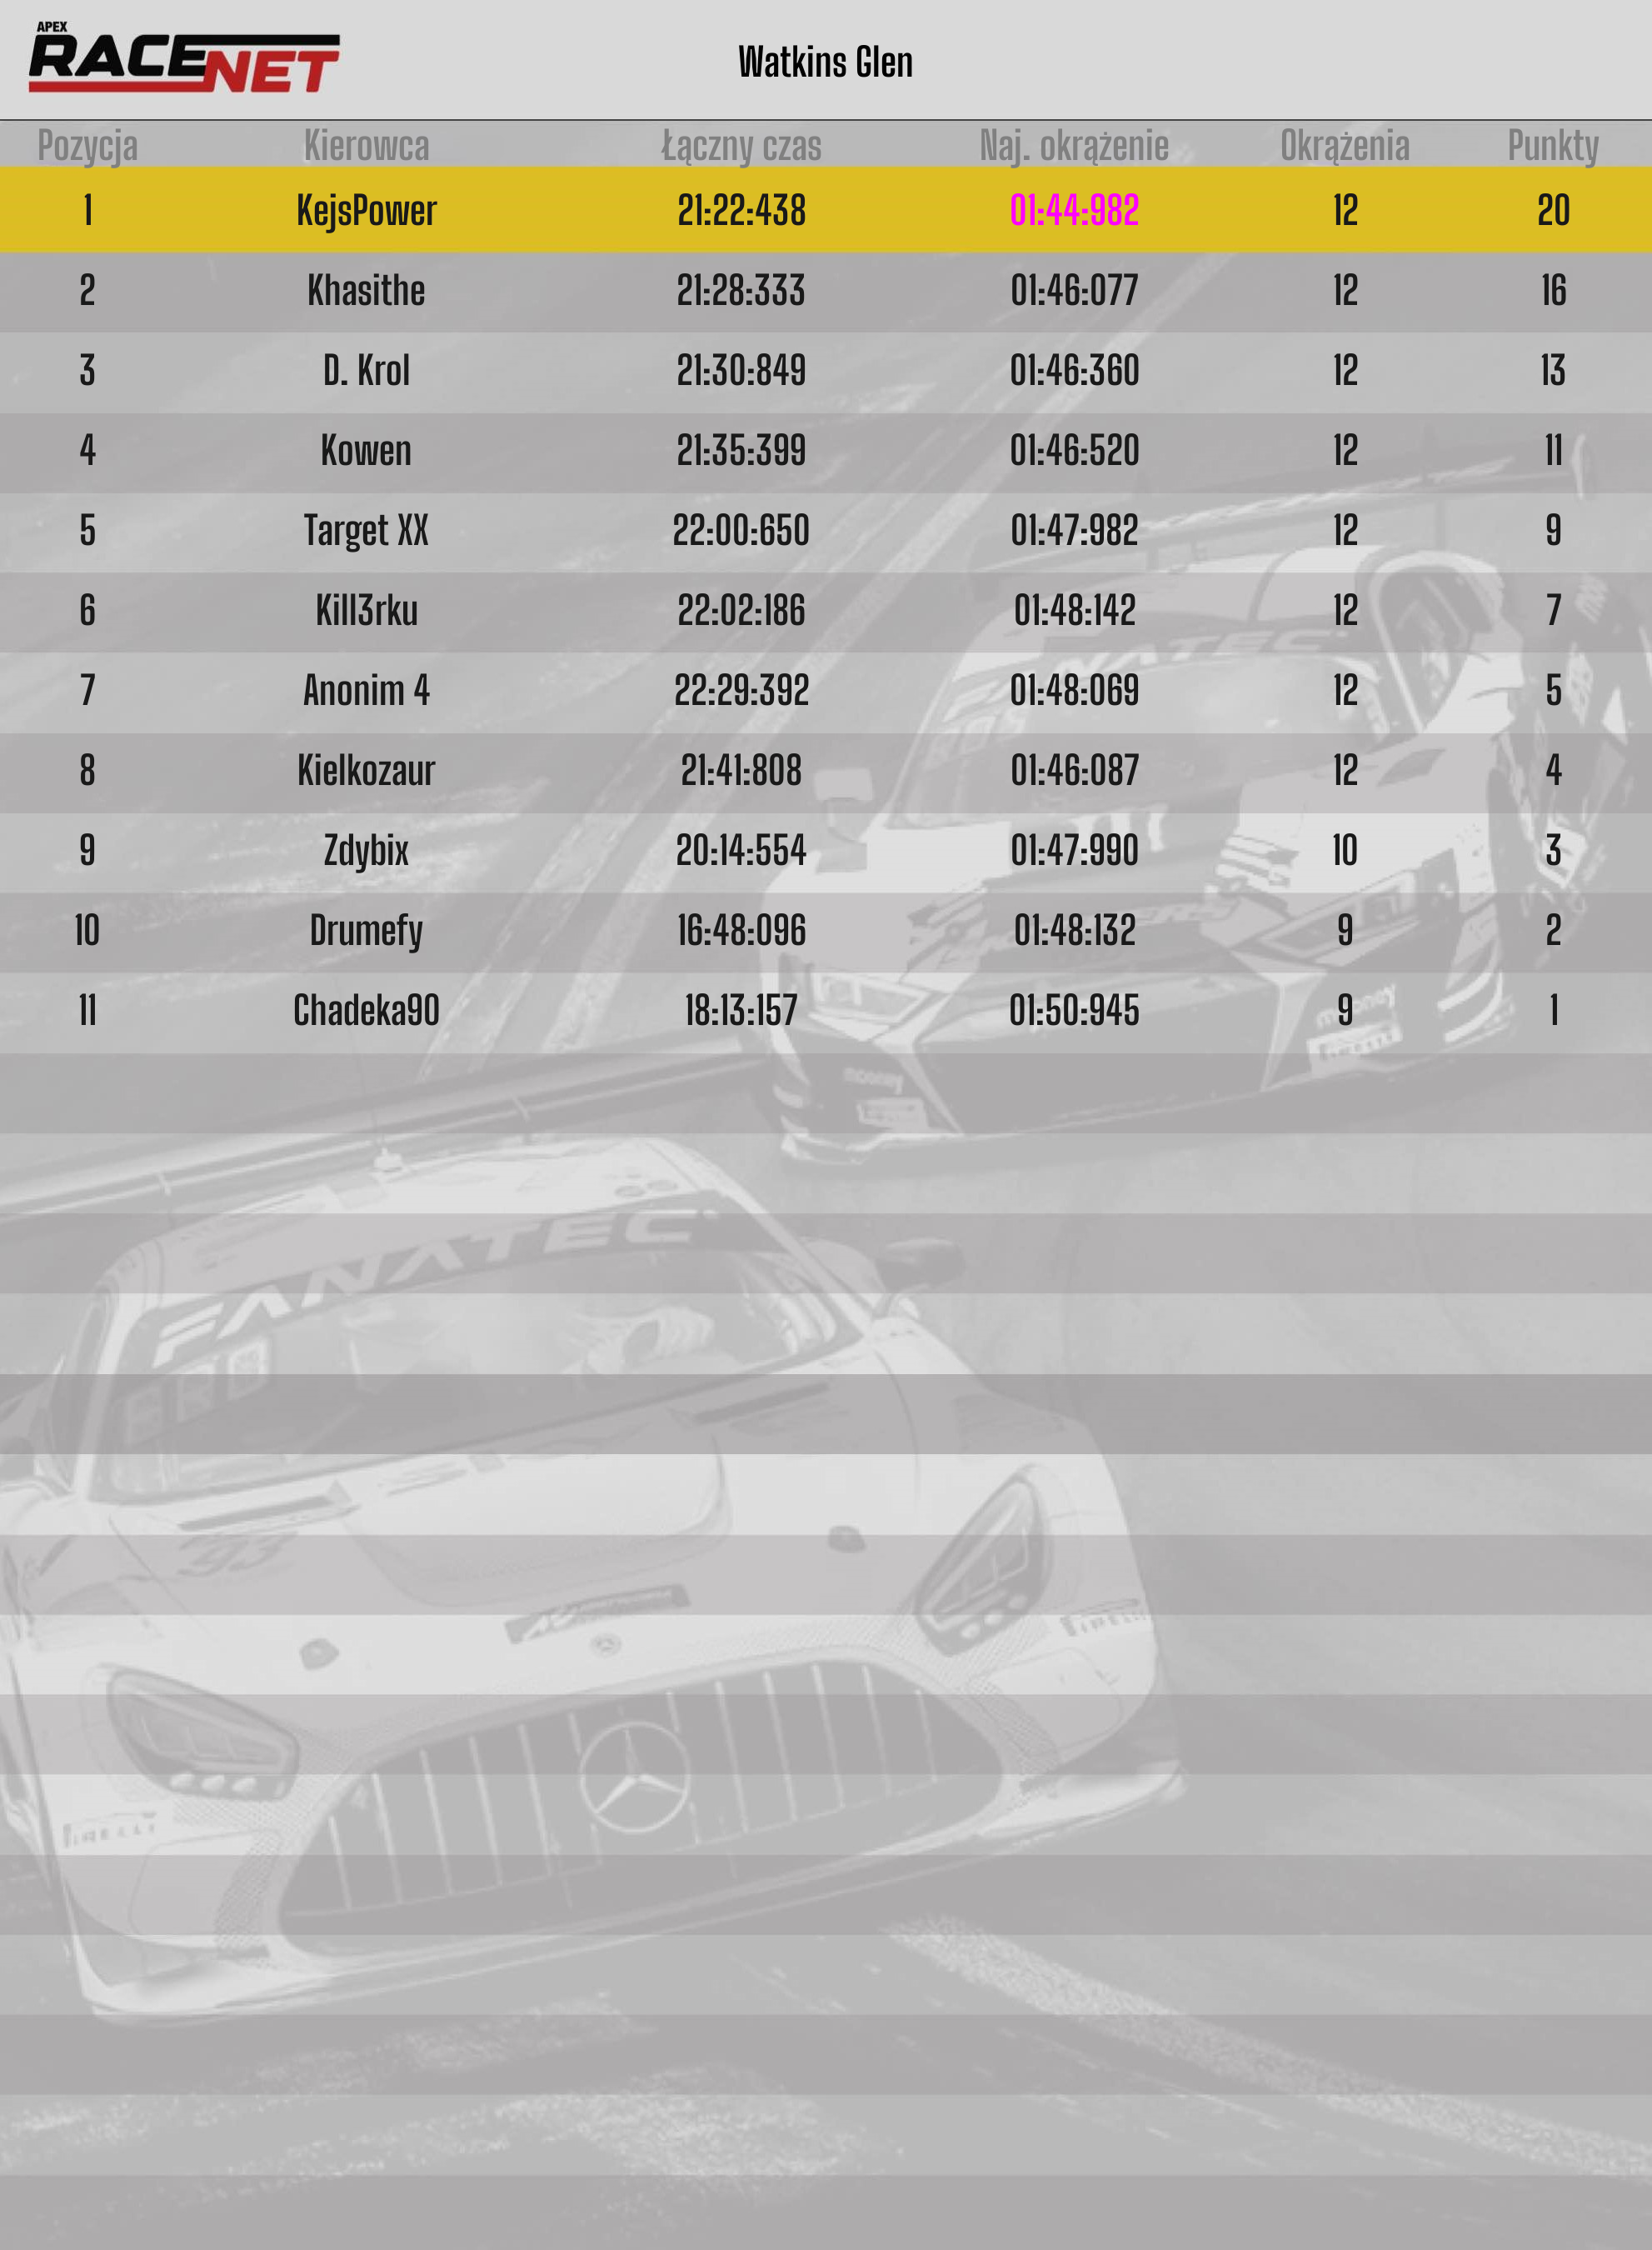 APEX
RACENET
Watkins Glen
Pozycja Kierowca Łączny czas Naj. okrążenie Okrążenia Punkty
1 KejsPower 21:22:438 01:44:982 12 20
2 Khasithe 21:28:333 01:46:077 12 16
3 D. Krol 21:30:849 01:46:360 12 13
4 Kowen 21:35:399 01:46:520 12 11
5 Target XX 22:00:650 01:47:982 12 9
6 Kill3rku 22:02:186 01:48:142 12 7
7 Anonim 4 22:29:392 01:48:069 12 5
8 Kielkozaur 21:41:808 01:46:087 12 4
9 Zdybix 20:14:554 01:47:990 10 3
10 Drumefy 16:48:096 01:48:132 9 2
11 Chadeka90 18:13:157 01:50:945 9 1
FANATEC
FANATEC
PIRELLI
PIRELLI